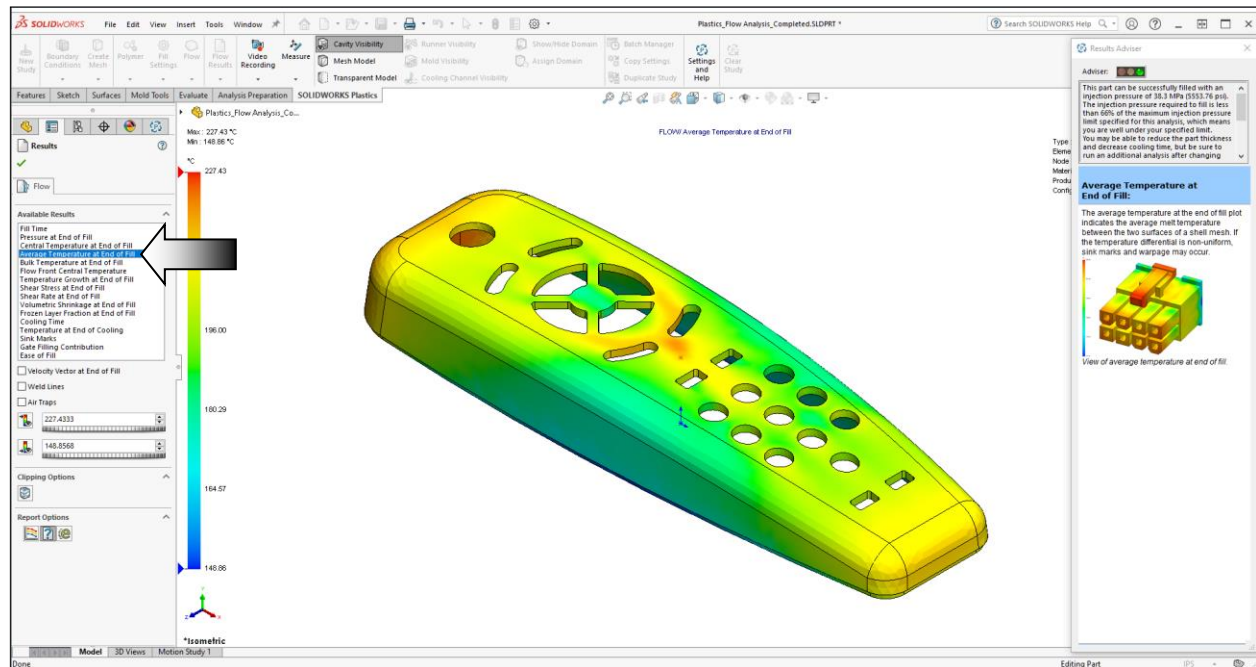 SOLIDWORKS File Edit View Insert Tools Window
Plastics_Flow Analysis_Completed.SLDPRT *
Search SOLIDWORKS Help
New Study
Boundary Conditions
Create Mesh
Polymer
Fill Settings
Flow
Flow Results
Video Recording
Measure
Cavity Visibility
Mesh Model
Transparent Model
Runner Visibility
Mold Visibility
Cooling Channel Visibility
Show/Hide Domain
Assign Domain
Batch Manager
Copy Settings
Duplicate Study
Settings and Help
Clear Study
Features Sketch Surfaces Mold Tools Evaluate Analysis Preparation SOLIDWORKS Plastics
Plastics_Flow Analysis_Co...
Results
Flow
Available Results
Fill Time
Pressure at End of Fill
Central Temperature at End of Fill
Average Temperature at End of Fill
Bulk Temperature at End of Fill
Flow Front Central Temperature
Temperature Growth at End of Fill
Shear Stress at End of Fill
Shear Rate at End of Fill
Volumetric Shrinkage at End of Fill
Frozen Layer Fraction at End of Fill
Cooling Time
Temperature at End of Cooling
Sink Marks
Gate Filling Contribution
Ease of Fill
Velocity Vector at End of Fill
Weld Lines
Air Traps
227.4333
148.8568
Clipping Options
Report Options
Max : 227.43 °C
Min : 148.86 °C
°C
227.43
196.00
180.29
164.57
148.86
FLOW/ Average Temperature at End of Fill
Type
Eleme
Node
Mater
Produ
Config
*Isometric
Results Adviser
Adviser:
This part can be successfully filled with an
injection pressure of 38.3 MPa (5553.76 psi).
The injection pressure required to fill is less
than 66% of the maximum injection pressure
limit specified for this analysis, which means
you are well under your specified limit.
You may be able to reduce the part thickness
and decrease cooling time, but be sure to
run an additional analysis after changing
Average Temperature at
End of Fill:
The average temperature at the end of fill plot
indicates the average melt temperature
between the two surfaces of a shell mesh. If
the temperature differential is non-uniform,
sink marks and warpage may occur.
View of average temperature at end of fill.
Model 3D Views Motion Study 1
Done
Editing Part
IPS